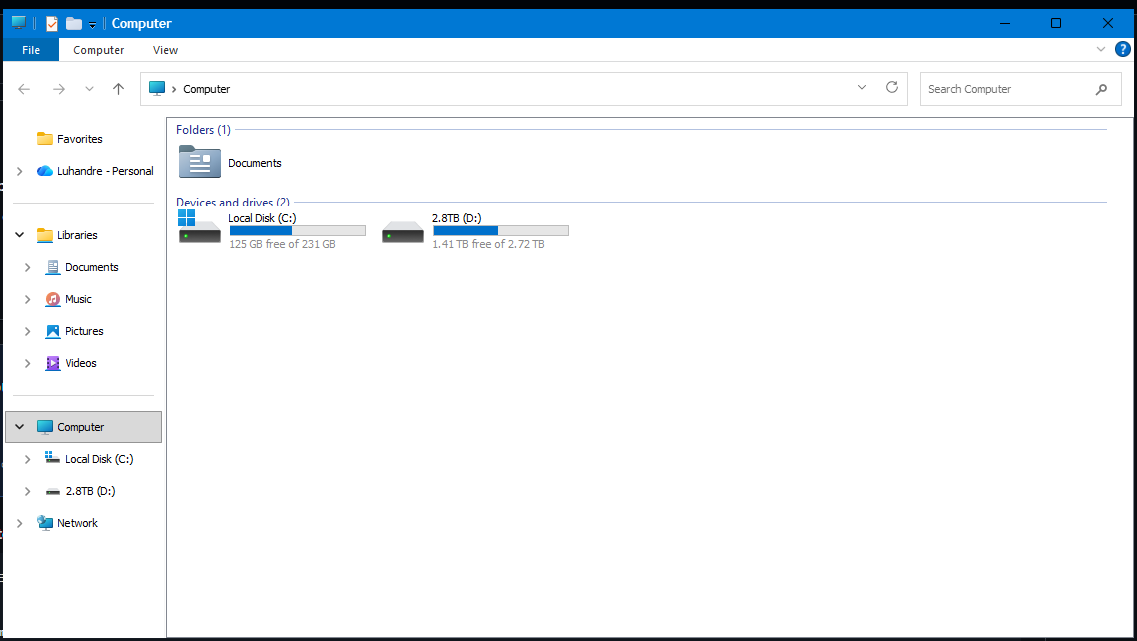 Computer
File Computer View
?
Computer
Search Computer
Favorites
Luhandre - Personal
Libraries
Documents
Music
Pictures
Videos
Computer
Local Disk (C:)
2.8TB (D:)
Network
Folders (1)
Documents
Devices and drives (2)
Local Disk (C:)
125 GB free of 231 GB
2.8TB (D:)
1.41 TB free of 2.72 TB